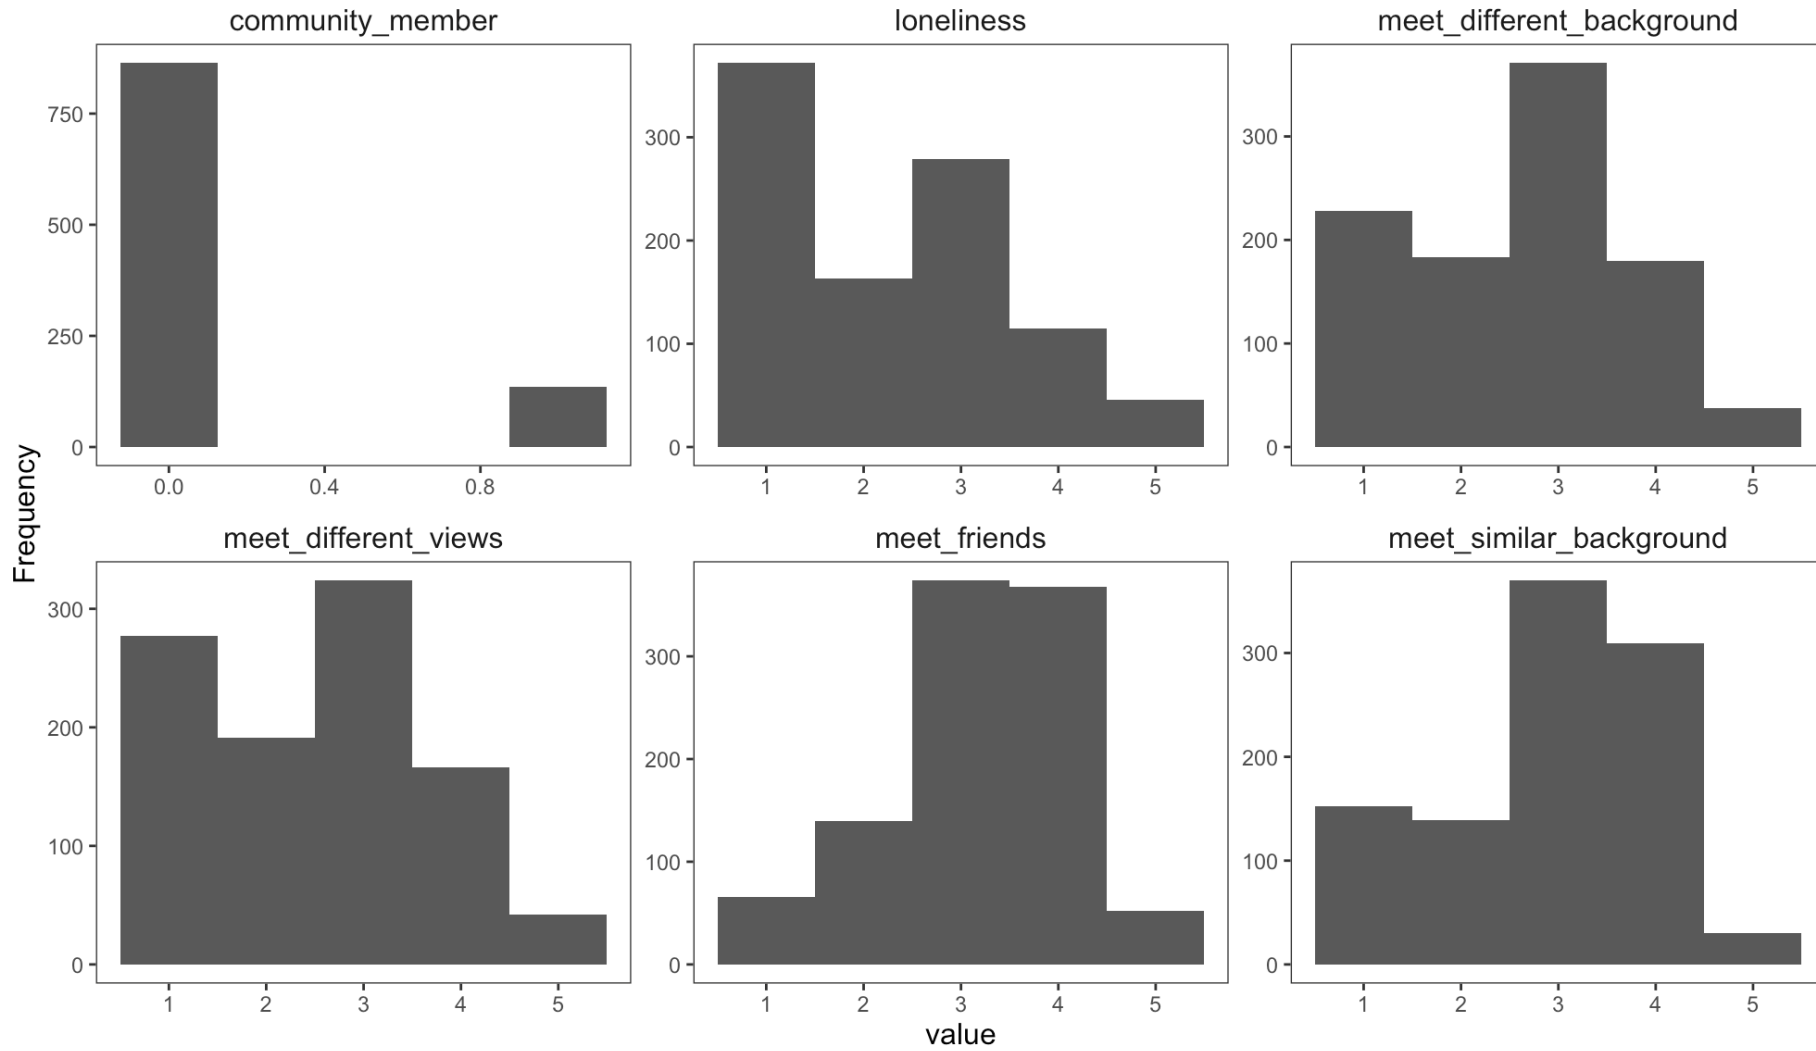 community_member
loneliness
meet_different_background
750
500
250
0
0.0 0.4 0.8
300
200
100
0
1 2 3 4 5
300
200
100
0
1 2 3 4 5
Frequency
meet_different_views
meet_friends
meet_similar_background
300
200
100
0
1 2 3 4 5
300
200
100
0
1 2 3 4 5
300
200
100
0
1 2 3 4 5
value